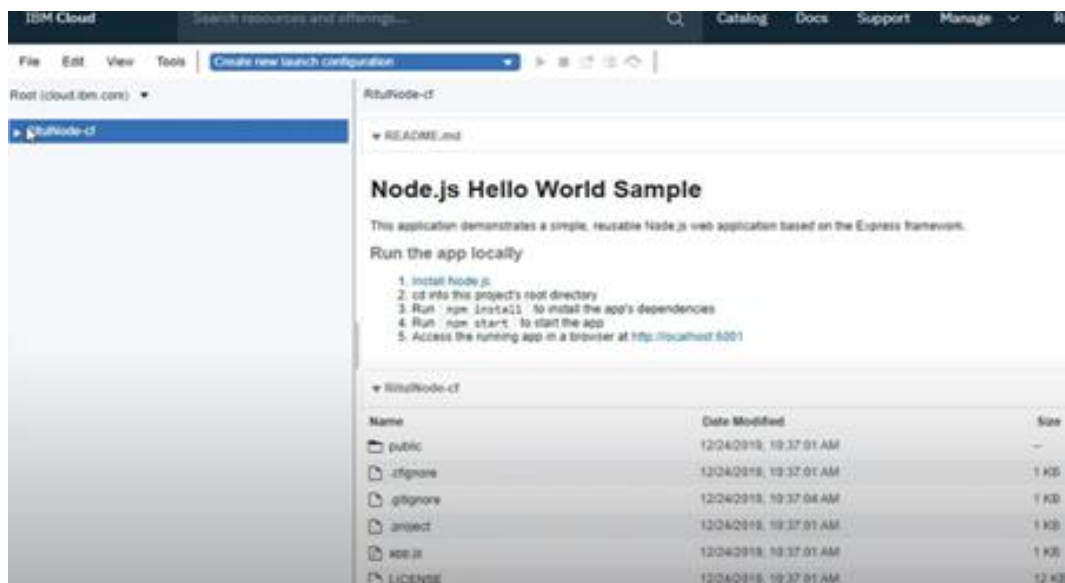 IBM Cloud Search resources and offerings... Catalog Docs Support Manage
File Edit View Tools Create new launch configuration
Root (cloud.ibm.com) RitulNode-cf
RitulNode-cf
README.md
Node.js Hello World Sample
This application demonstrates a simple, reusable Node.js web application based on the Express framework.
Run the app locally
1. Install Node.js
2. cd into this project's root directory
3. Run `npm install` to install the app's dependencies
4. Run `npm start` to start the app
5. Access the running app in a browser at http://localhost:6001
RitulNode-cf
Name Date Modified Size
public 12/24/2019, 10:37:01 AM --
.cfignore 12/24/2019, 10:37:01 AM 1 KB
.gitignore 12/24/2019, 10:37:04 AM 1 KB
.project 12/24/2019, 10:37:01 AM 1 KB
app.js 12/24/2019, 10:37:01 AM 1 KB
LICENSE 12/24/2019, 10:37:01 AM 12 KB